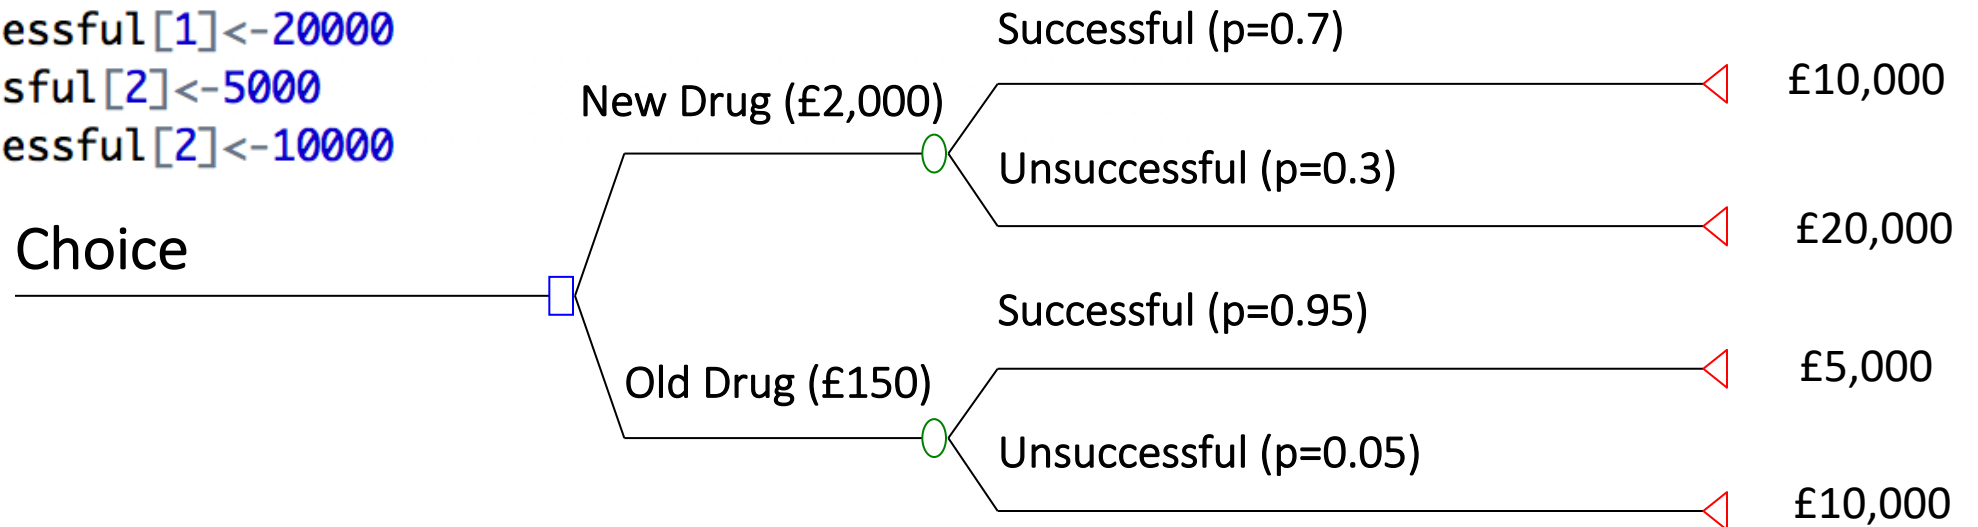 essful[1]<-20000
sful[2]<-5000
essful[2]<-10000
Choice
New Drug (£2,000)
Successful (p=0.7)
£10,000
Unsuccessful (p=0.3)
£20,000
Old Drug (£150)
Successful (p=0.95)
£5,000
Unsuccessful (p=0.05)
£10,000